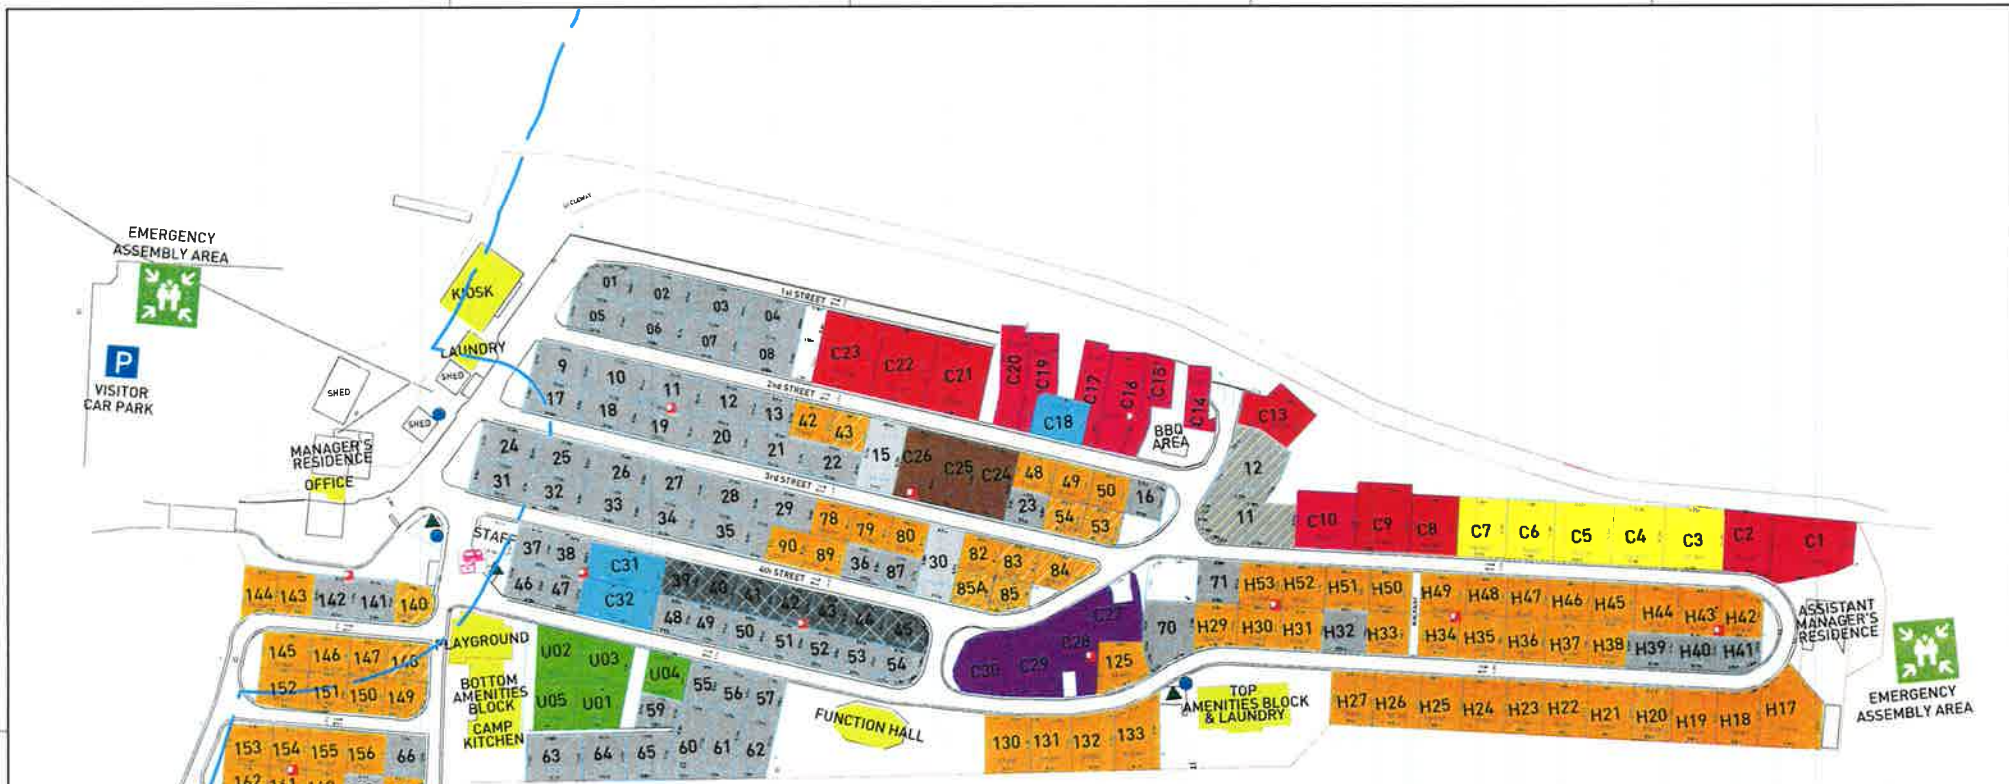 EMERGENCY
ASSEMBLY AREA
P
VISITOR
CAR PARK
SHED
SHED
SHED
MANAGER'S
RESIDENCE
OFFICE
KIOSK
LAUNDRY
1st STREET
01 02 03 04
05 06 07 08
C23 C22 C21
C20 C19 C18 C17 C16 C15 C14
BBQ
AREA
C13
12
11
2nd STREET
9 10 11 12 13 42 43
17 18 19 20 21 22 15
C26 C25 C24
48 49 50 16
23 54 53
3rd STREET
24 25 26 27 28 29 78 79 80
31 32 33 34 35 90 89 36 87 30
82 83 84
85A 85
4th STREET
STAFF
37 38 C31 39 40 41 42 43 44 45
46 47 C32 48 49 50 51 52 53 54
C27
C28
C30 C29
125
C10 C9 C8 C7 C6 C5 C4 C3 C2 C1
71 H53 H52 H51 H50 H49 H48 H47 H46 H45 H44 H43 H42
70 H29 H30 H31 H32 H33 H34 H35 H36 H37 H38 H39 H40 H41
ASSISTANT
MANAGER'S
RESIDENCE
EMERGENCY
ASSEMBLY AREA
H27 H26 H25 H24 H23 H22 H21 H20 H19 H18 H17
TOP
AMENITIES BLOCK
& LAUNDRY
130 131 132 133
FUNCTION HALL
144 143 142 141 140
145 146 147 148
152 151 150 149
153 154 155 156 66
162 161
PLAYGROUND
BOTTOM
AMENITIES
BLOCK
CAMP
KITCHEN
U02 U03 U04
U05 U01
55 56 57
59 60 61 62
63 64 65